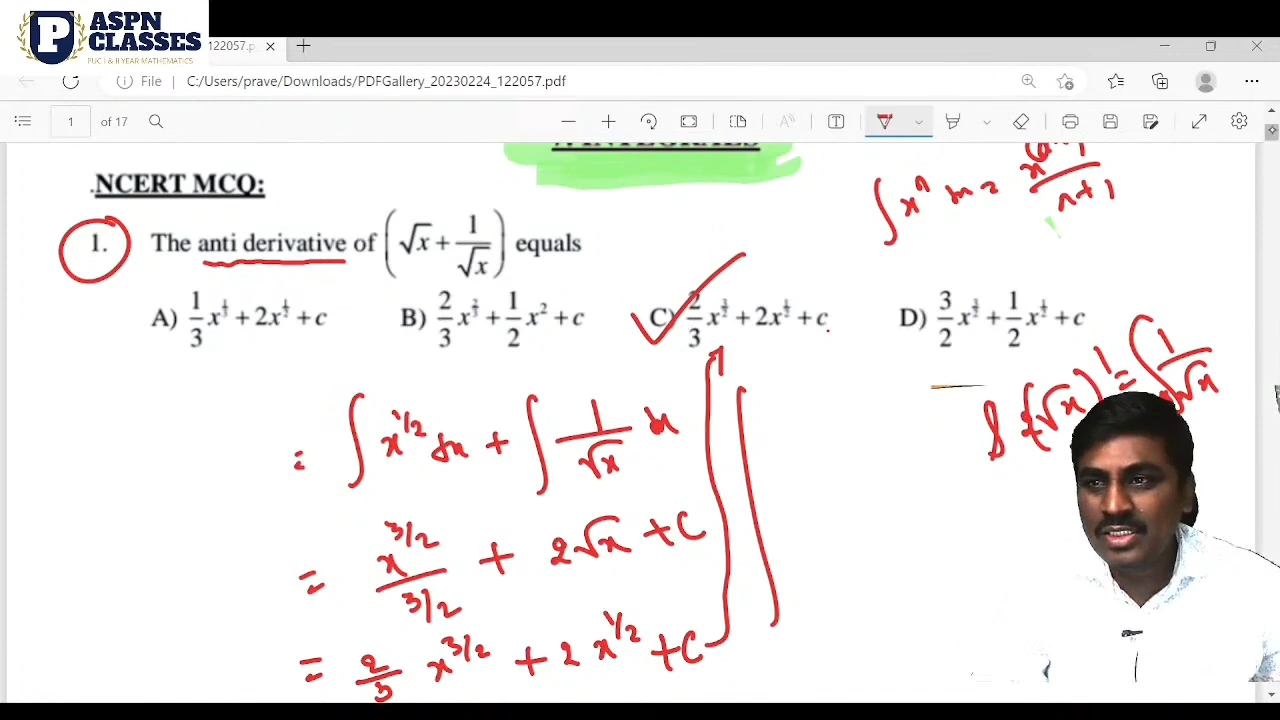 ASPN
CLASSES
PUC I & II YEAR MATHEMATICS
122057.p
File C:/Users/prave/Downloads/PDFGallery_20230224_122057.pdf
1 of 17
.NCERT MCQ:
∫ x^n dx = x^(n+1)/(n+1)
1. The anti derivative of (√x + 1/√x) equals
A) 1/3 x^(1/3) + 2x^(1/2) + c B) 2/3 x^(2/3) + 1/2 x² + c C) 2/3 x^(3/2) + 2x^(1/2) + c D) 3/2 x^(3/2) + 1/2 x^(1/2) + c
= ∫ x^(1/2) dx + ∫ 1/√x dx
= x^(3/2)/(3/2) + 2√x + C
= 2/3 x^(3/2) + 2 x^(1/2) + C